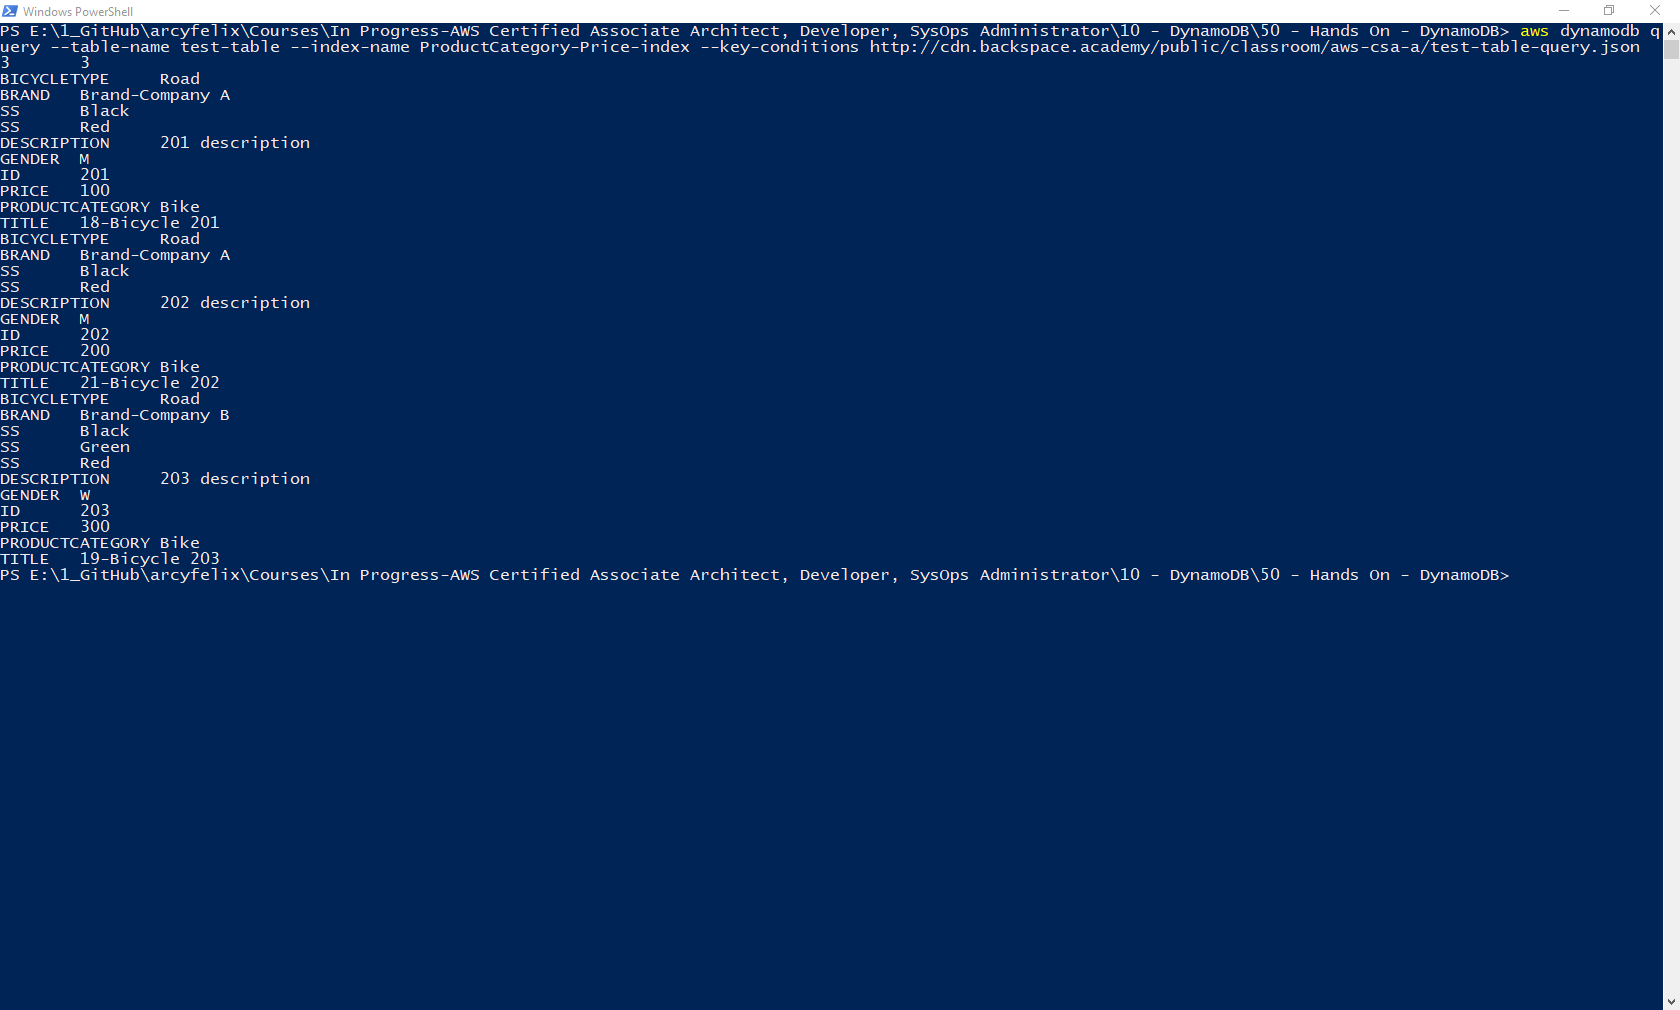 Windows PowerShell
PS E:\1_GitHub\arcyfelix\Courses\In Progress-AWS Certified Associate Architect, Developer, SysOps Administrator\10 - DynamoDB\50 - Hands On - DynamoDB> aws dynamodb q
uery --table-name test-table --index-name ProductCategory-Price-index --key-conditions http://cdn.backspace.academy/public/classroom/aws-csa-a/test-table-query.json
3       3
BICYCLETYPE     Road
BRAND   Brand-Company A
SS      Black
SS      Red
DESCRIPTION     201 description
GENDER  M
ID      201
PRICE   100
PRODUCTCATEGORY Bike
TITLE   18-Bicycle 201
BICYCLETYPE     Road
BRAND   Brand-Company A
SS      Black
SS      Red
DESCRIPTION     202 description
GENDER  M
ID      202
PRICE   200
PRODUCTCATEGORY Bike
TITLE   21-Bicycle 202
BICYCLETYPE     Road
BRAND   Brand-Company B
SS      Black
SS      Green
SS      Red
DESCRIPTION     203 description
GENDER  W
ID      203
PRICE   300
PRODUCTCATEGORY Bike
TITLE   19-Bicycle 203
PS E:\1_GitHub\arcyfelix\Courses\In Progress-AWS Certified Associate Architect, Developer, SysOps Administrator\10 - DynamoDB\50 - Hands On - DynamoDB>